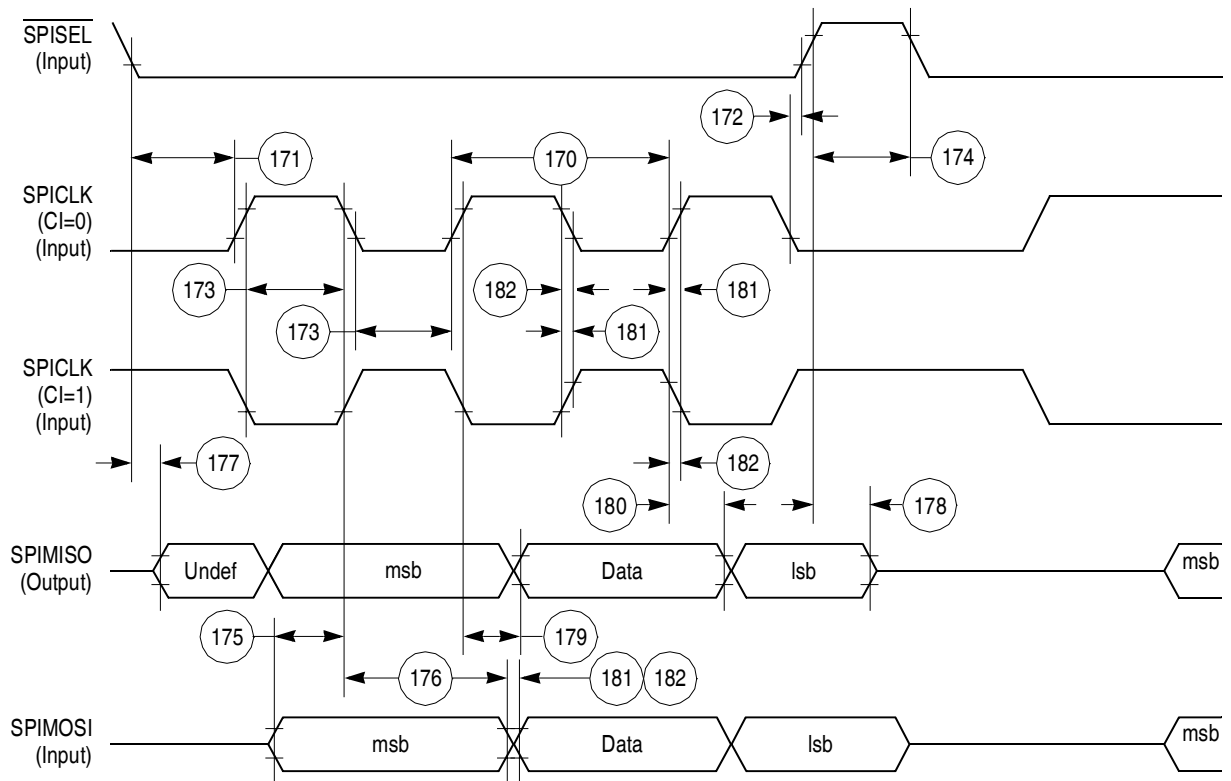 SPISEL
(Input)
172
171
170
174
SPICLK
(CI=0)
(Input)
173
182
181
173
181
SPICLK
(CI=1)
(Input)
177
182
180
178
SPIMISO
(Output)
Undef
msb
Data
lsb
msb
175
179
176
181
182
SPIMOSI
(Input)
msb
Data
lsb
msb